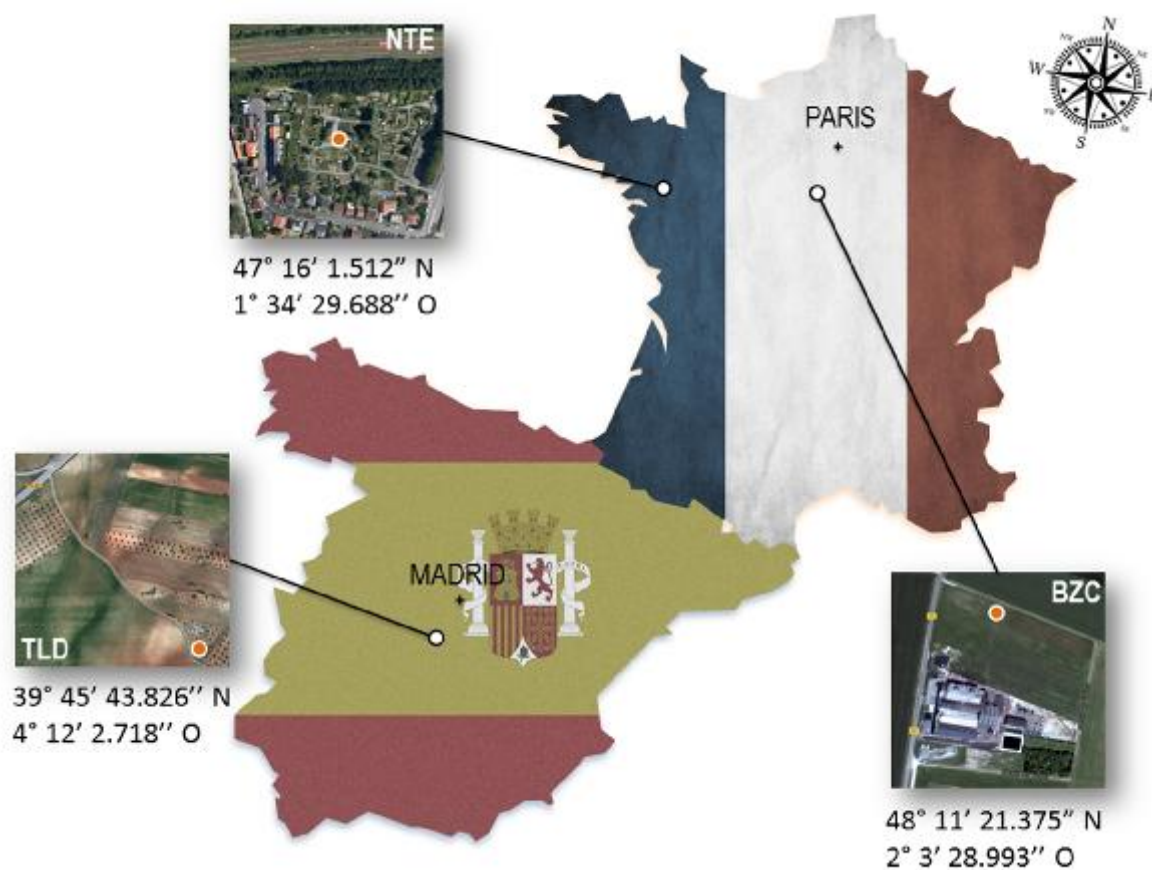 NTE
47° 16′ 1.512″ N
1° 34′ 29.688′′ O
PARIS
N
W
S
MADRID
TLD
39° 45′ 43.826′′ N
4° 12′ 2.718′′ O
BZC
48° 11′ 21.375″ N
2° 3′ 28.993′′ O